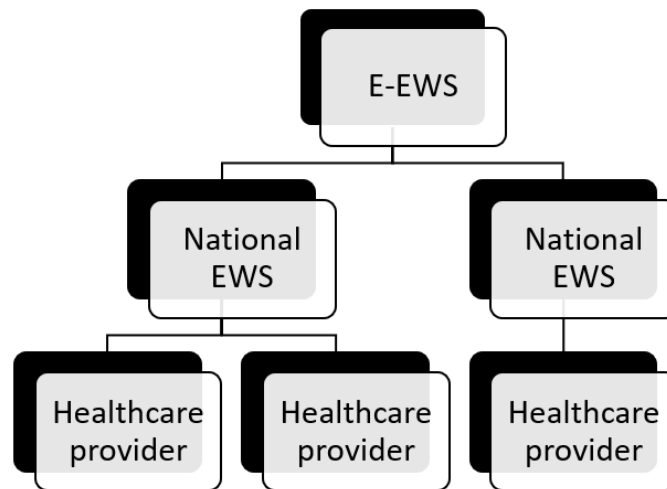 E-EWS
National
EWS
National
EWS
Healthcare
provider
Healthcare
provider
Healthcare
provider